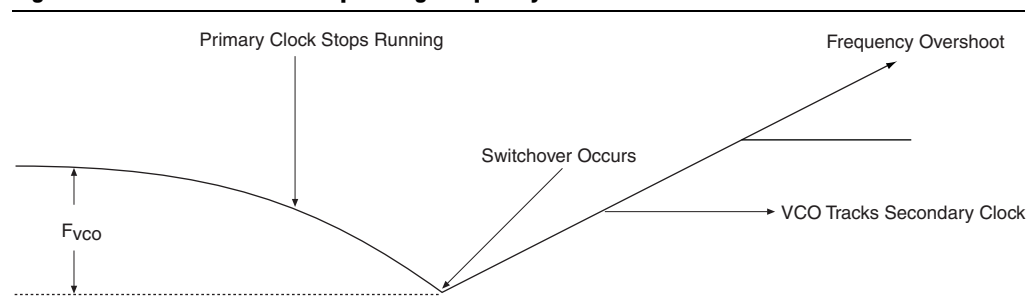 Primary Clock Stops Running
Frequency Overshoot
Switchover Occurs
VCO Tracks Secondary Clock
Fvco